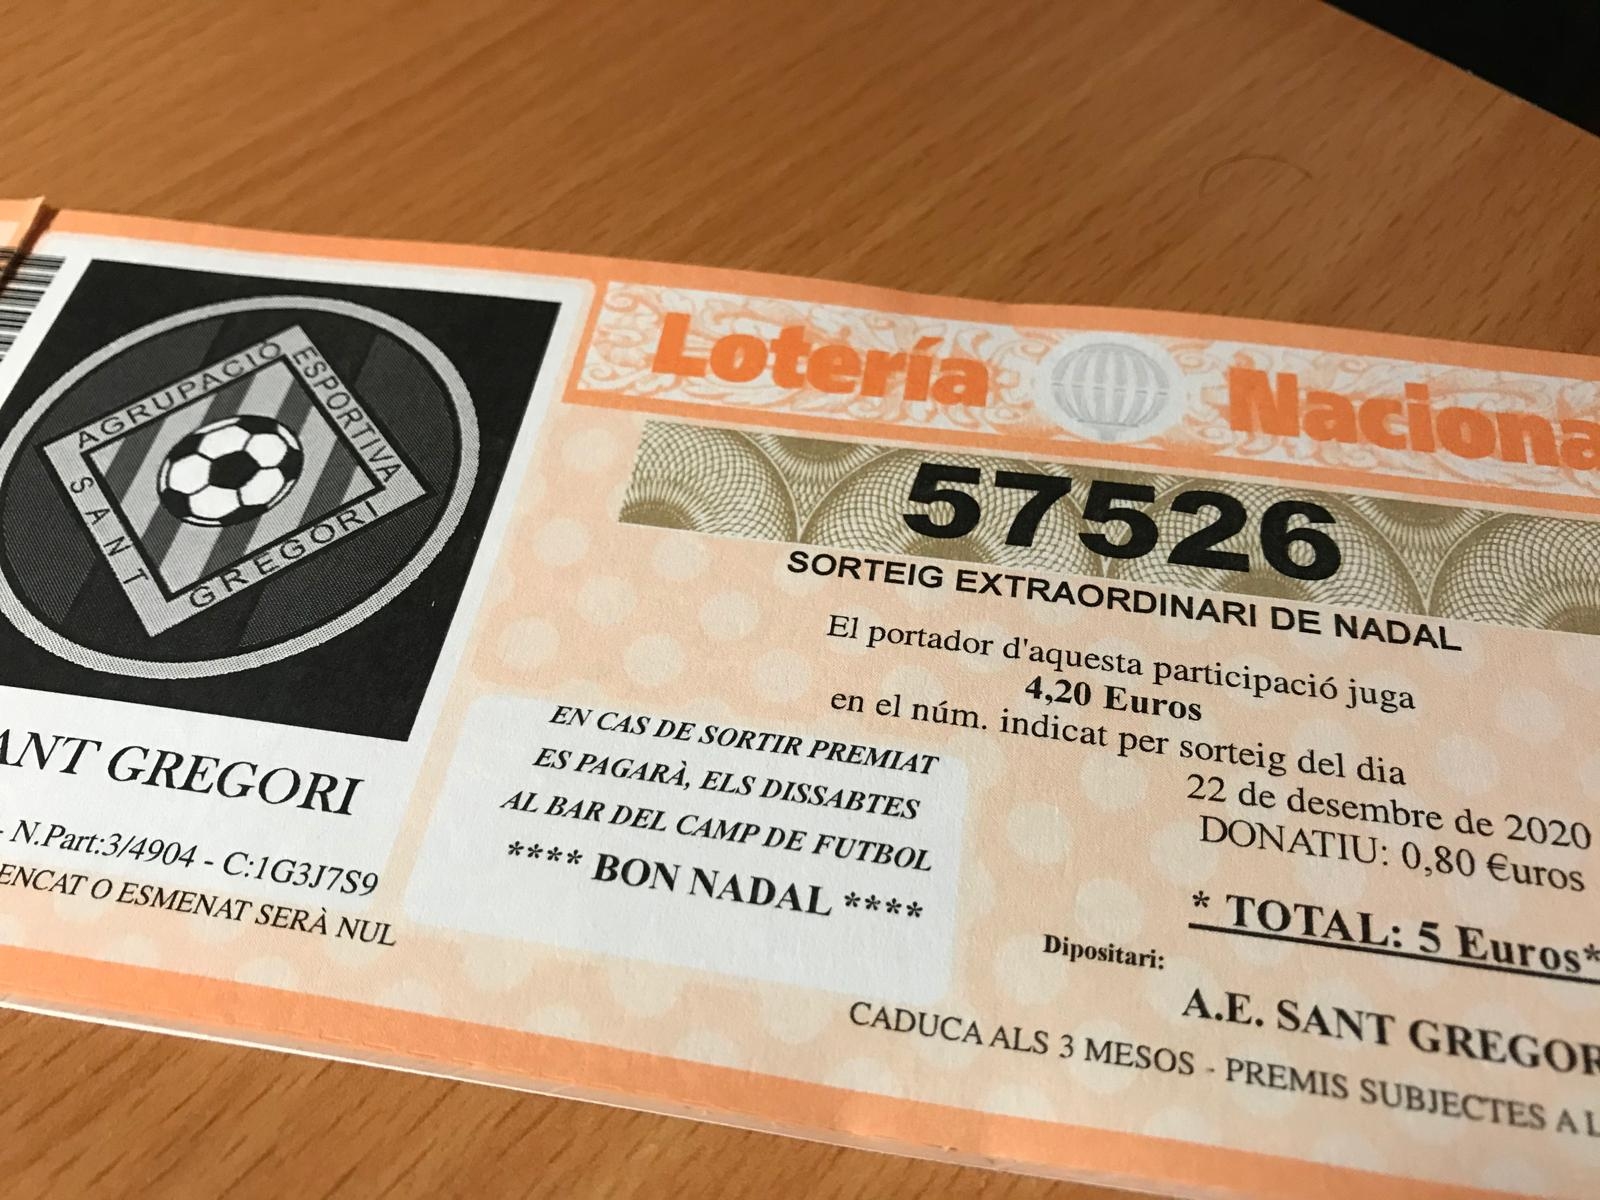 AGRUPACIÓ ESPORTIVA
SANT GREGORI
ANT GREGORI
- N.Part:3/4904 - C:1G3J7S9
ENCAT O ESMENAT SERÀ NUL
EN CAS DE SORTIR PREMIAT
ES PAGARÀ, ELS DISSABTES
AL BAR DEL CAMP DE FUTBOL
**** BON NADAL ****
Lotería Naciona
57526
SORTEIG EXTRAORDINARI DE NADAL
El portador d'aquesta participació juga
4,20 Euros
en el núm. indicat per sorteig del dia
22 de desembre de 2020
DONATIU: 0,80 €uros
* TOTAL: 5 Euros*
Dipositari:
A.E. SANT GREGOR
CADUCA ALS 3 MESOS - PREMIS SUBJECTES A L